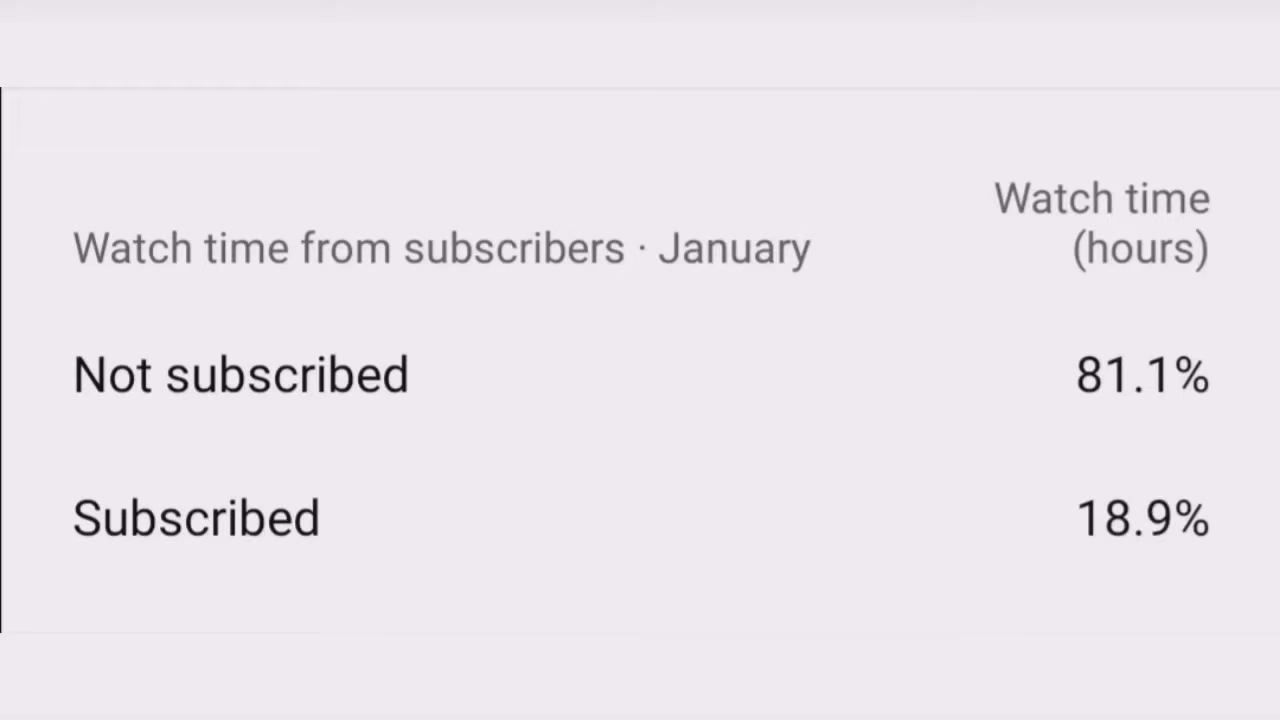 Watch time
Watch time from subscribers · January (hours)
Not subscribed 81.1%
Subscribed 18.9%